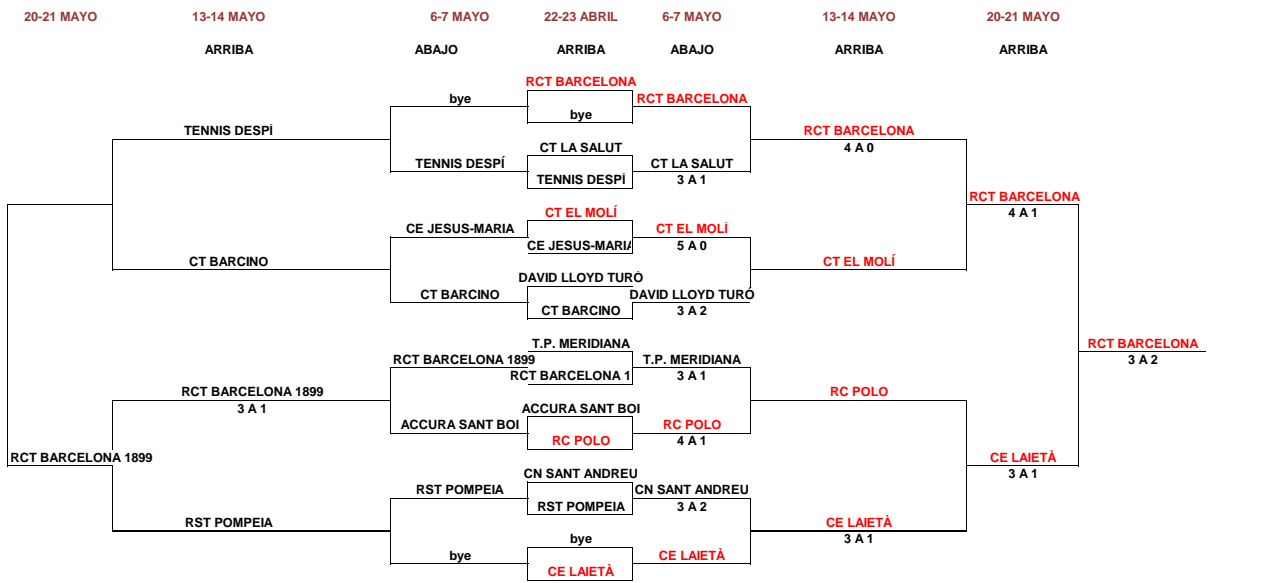 20-21 MAYO 13-14 MAYO 6-7 MAYO 22-23 ABRIL 6-7 MAYO 13-14 MAYO 20-21 MAYO
ARRIBA ABAJO ARRIBA ABAJO ARRIBA ARRIBA
RCT BARCELONA
bye RCT BARCELONA
bye
TENNIS DESPÍ RCT BARCELONA
CT LA SALUT 4 A 0
TENNIS DESPÍ CT LA SALUT
TENNIS DESPÍ 3 A 1
RCT BARCELONA
CT EL MOLÍ 4 A 1
CE JESUS-MARIA CT EL MOLÍ
CE JESUS-MARIA 5 A 0
CT BARCINO CT EL MOLÍ
DAVID LLOYD TURÓ
CT BARCINO DAVID LLOYD TURÓ
CT BARCINO 3 A 2
T.P. MERIDIANA RCT BARCELONA
RCT BARCELONA 1899 T.P. MERIDIANA 3 A 2
RCT BARCELONA 1 3 A 1
RCT BARCELONA 1899 RC POLO
3 A 1 ACCURA SANT BOI
ACCURA SANT BOI RC POLO
RC POLO 4 A 1
RCT BARCELONA 1899 CE LAIETÀ
CN SANT ANDREU 3 A 1
RST POMPEIA CN SANT ANDREU
RST POMPEIA 3 A 2
RST POMPEIA CE LAIETÀ
bye 3 A 1
bye CE LAIETÀ
CE LAIETÀ